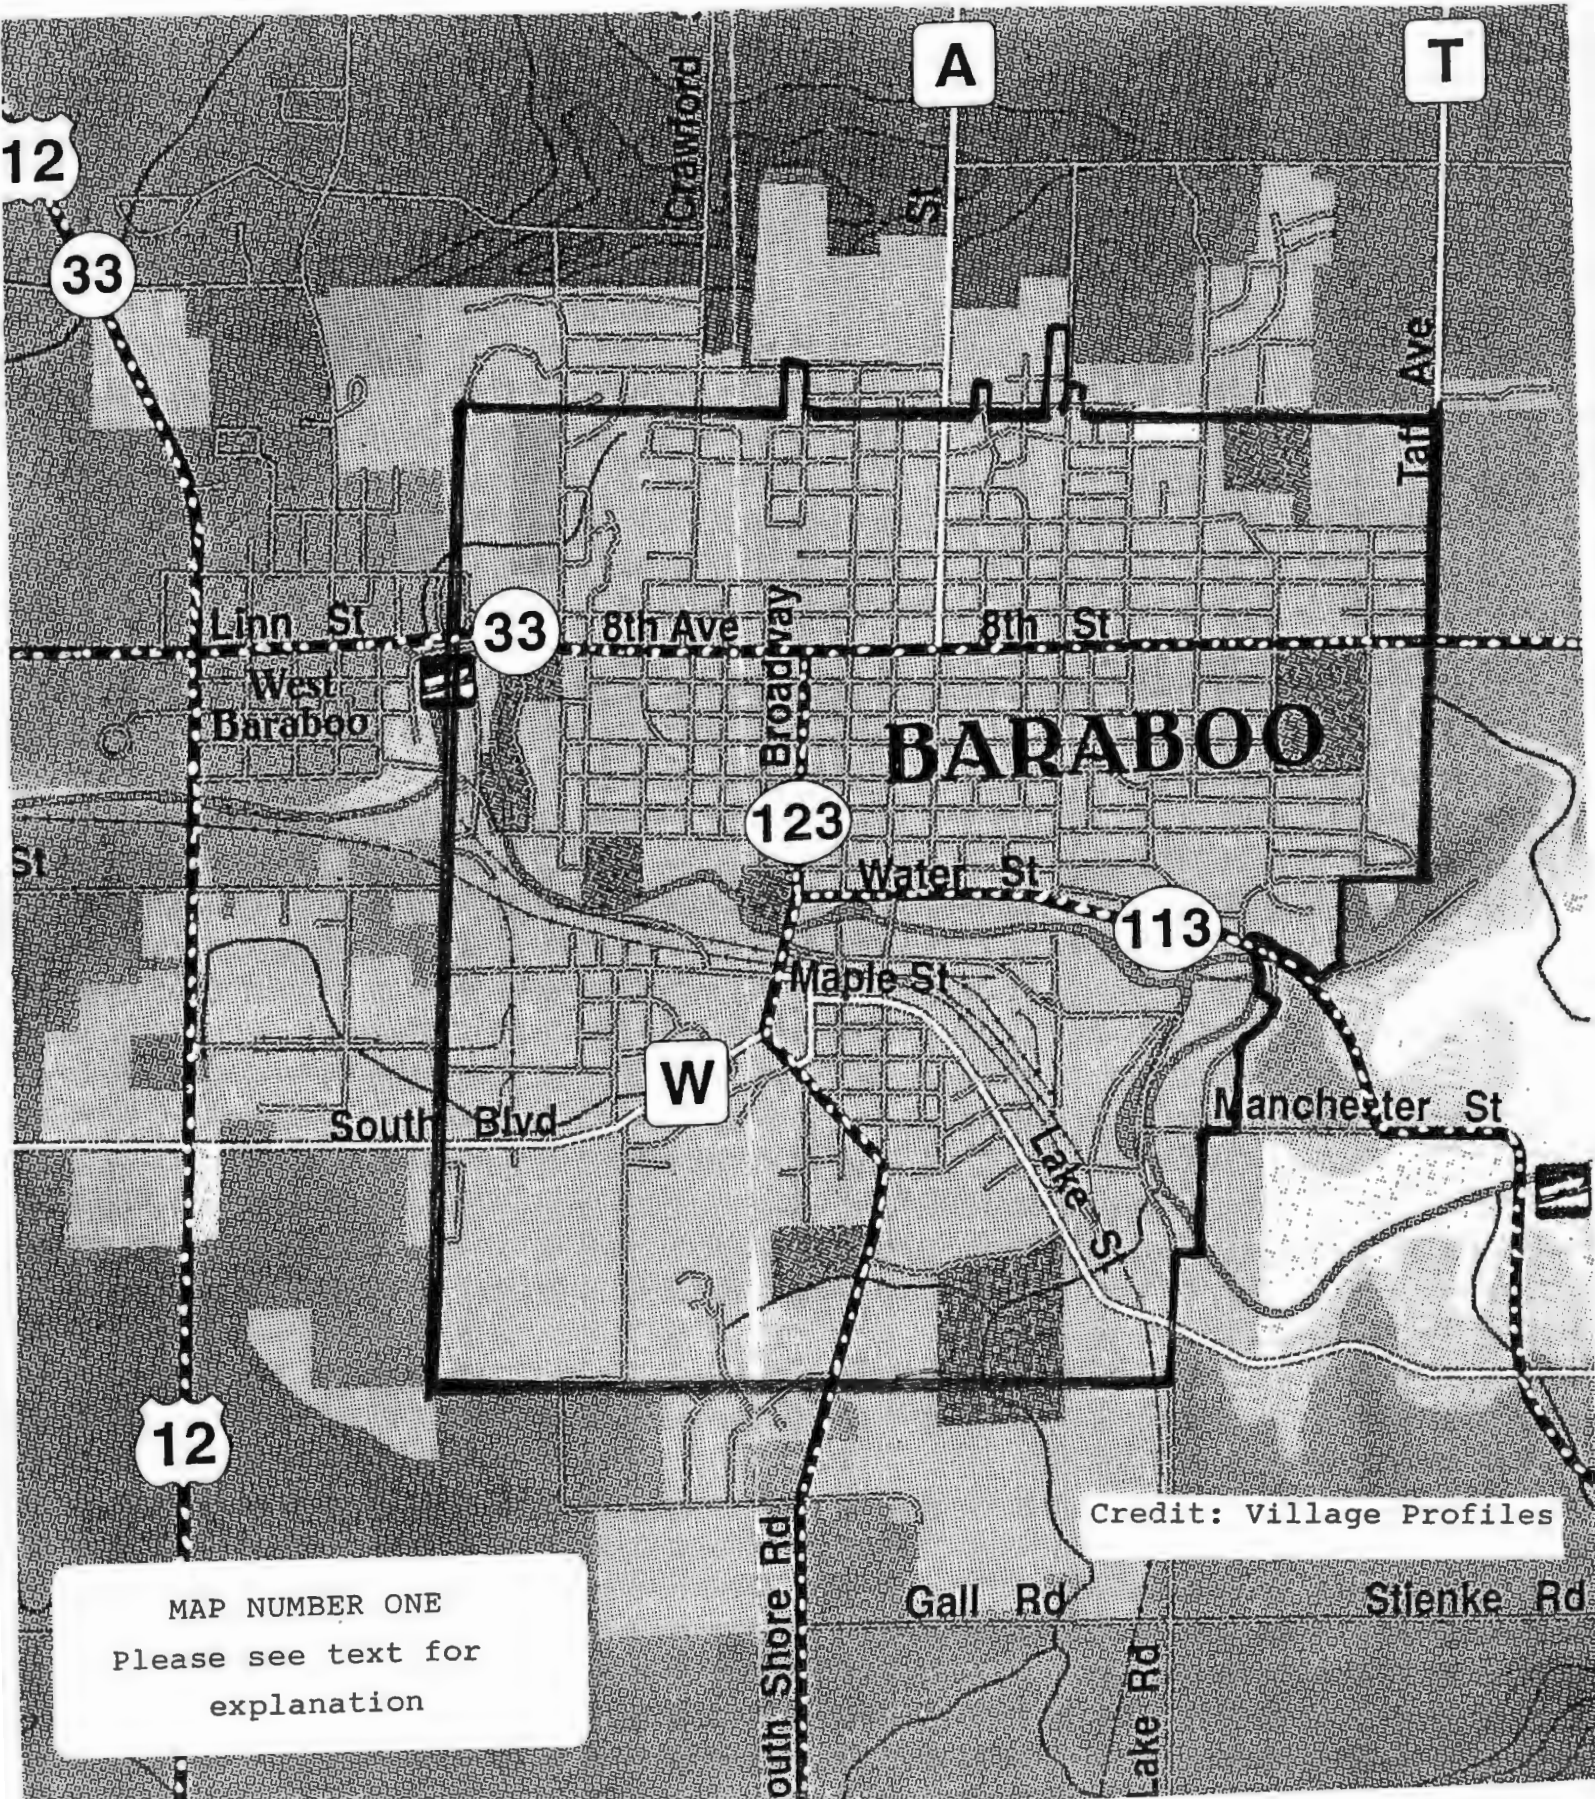 A
T
Crawford
12
St
33
Taft Ave
Linn St
33
8th Ave
8th St
West
Baraboo
Broadway
BARABOO
123
St
Water St
113
Maple St
W
Manchester St
South Blvd
Lake St
12
Credit: Village Profiles
MAP NUMBER ONE
Please see text for
explanation
outh Shore Rd
Gall Rd
Stienke Rd
Lake Rd